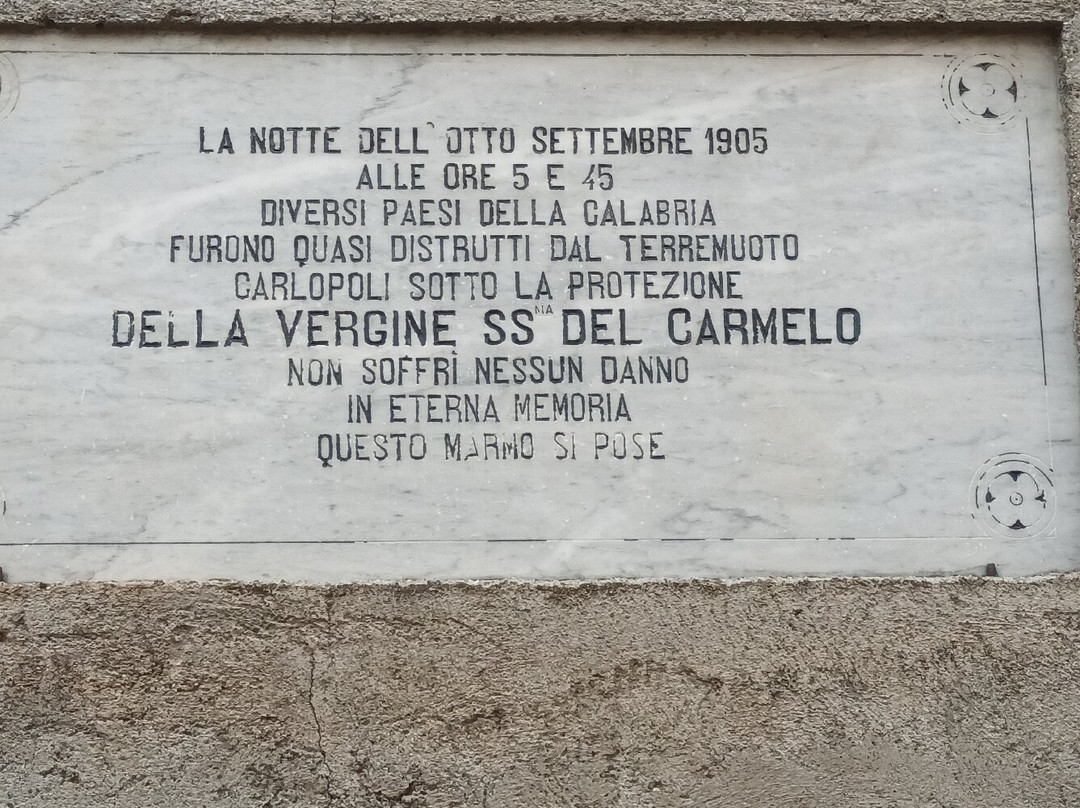 LA NOTTE DELL' OTTO SETTEMBRE 1905
ALLE ORE 5 E 45
DIVERSI PAESI DELLA CALABRIA
FURONO QUASI DISTRUTTI DAL TERREMUOTO
CARLOPOLI SOTTO LA PROTEZIONE
DELLA VERGINE SSMA DEL CARMELO
NON SOFFRÌ NESSUN DANNO
IN ETERNA MEMORIA
QUESTO MARMO SI POSE